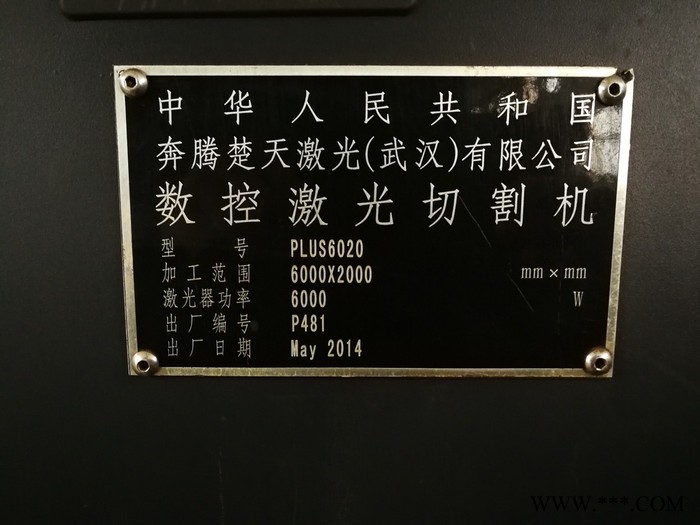 中华人民共和国
奔腾楚天激光(武汉)有限公司
数控激光切割机
型号 PLUS6020
加工范围 6000X2000 mm×mm
激光器功率 6000 W
出厂编号 P481
出厂日期 May 2014
WWW.***.COM